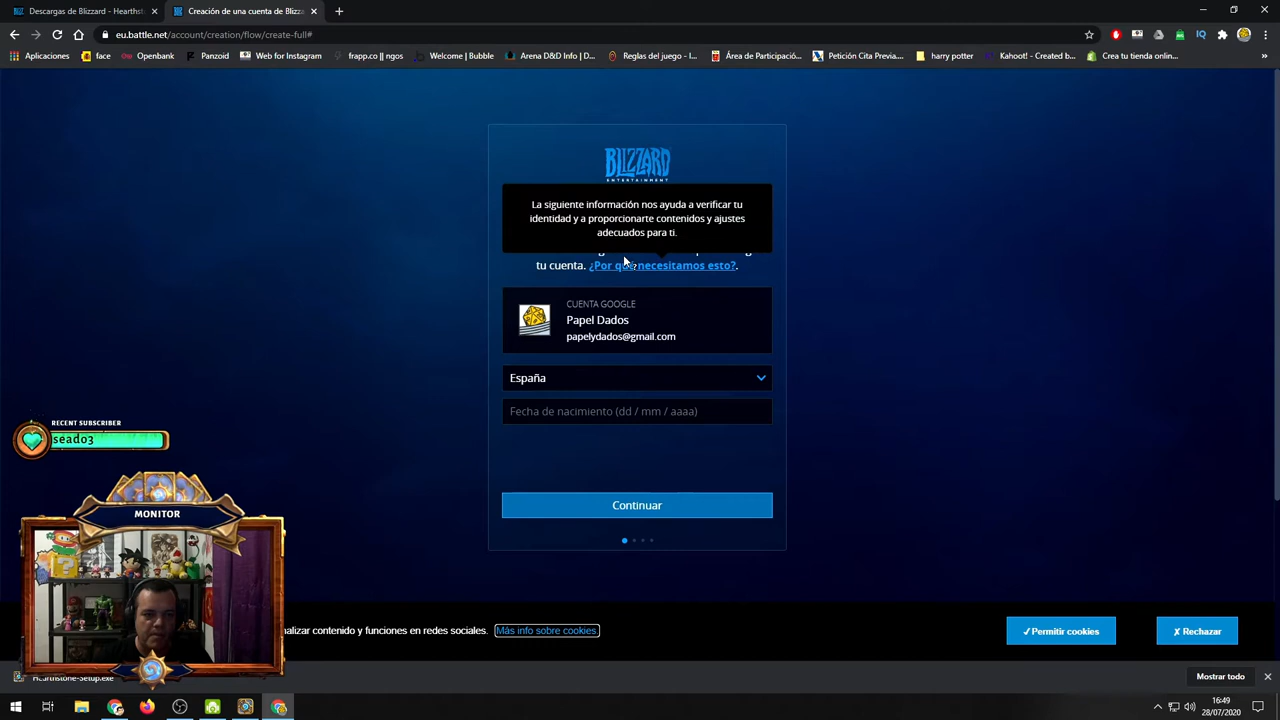 Descargas de Blizzard - Hearthst
Creación de una cuenta de Blizza
eu.battle.net/account/creation/flow/create-full#
Aplicaciones
face
Openbank
Panzoid
Web for Instagram
frapp.co || ngos
Welcome | Bubble
Arena D&D Info | D...
Reglas del juego - I...
Área de Participació...
Petición Cita Previa...
harry potter
Kahoot! - Created b...
Crea tu tienda onlin...
BLIZZARD
ENTERTAINMENT
La siguiente información nos ayuda a verificar tu
identidad y a proporcionarte contenidos y ajustes
adecuados para ti.
tu cuenta. ¿Por qué necesitamos esto?.
CUENTA GOOGLE
Papel Dados
papelydados@gmail.com
España
Fecha de nacimiento (dd / mm / aaaa)
Continuar
RECENT SUBSCRIBER
seado3
MONITOR
nalizar contenido y funciones en redes sociales. Más info sobre cookies.
✓Permitir cookies
✗ Rechazar
Hearthstone-Setup.exe
Mostrar todo
16:49
28/07/2020